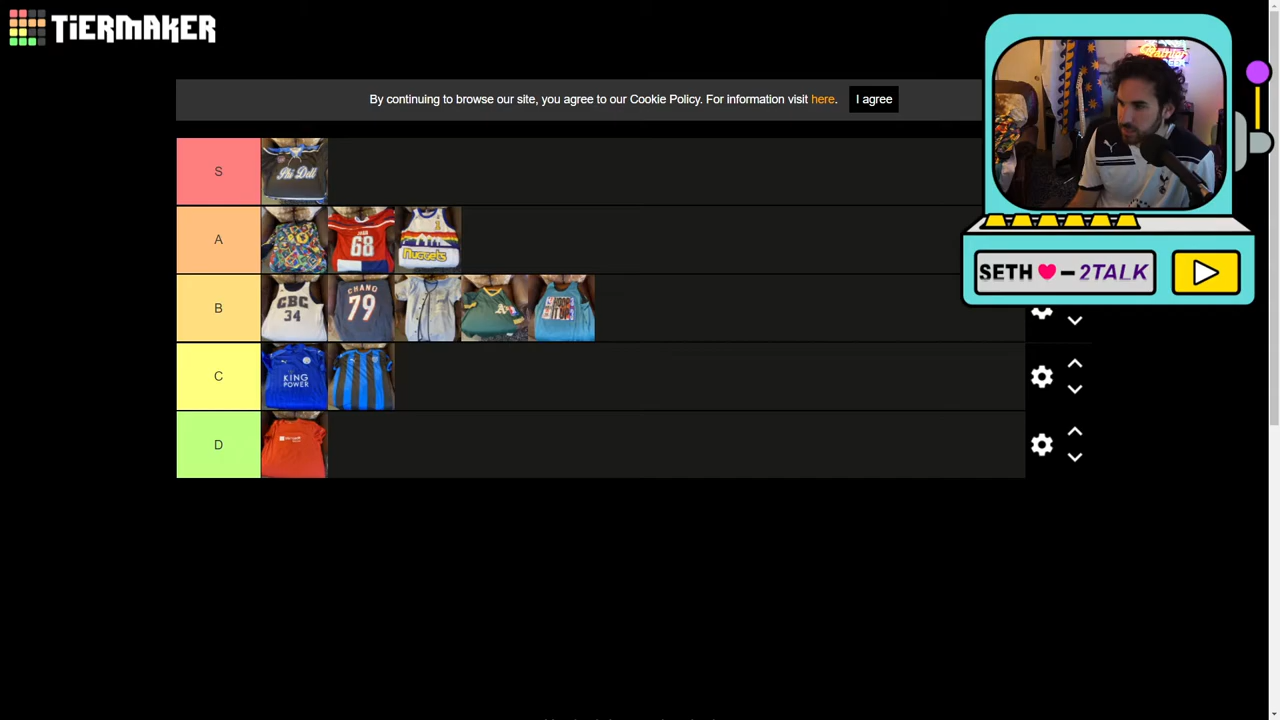 TiERMAKER
By continuing to browse our site, you agree to our Cookie Policy. For information visit here. I agree
S
Phi Delt
A
68
1
Nuggets
B
CBC
34
CHANO
79
A's
C
KING
POWER
D
SETH ❤ – 2TALK